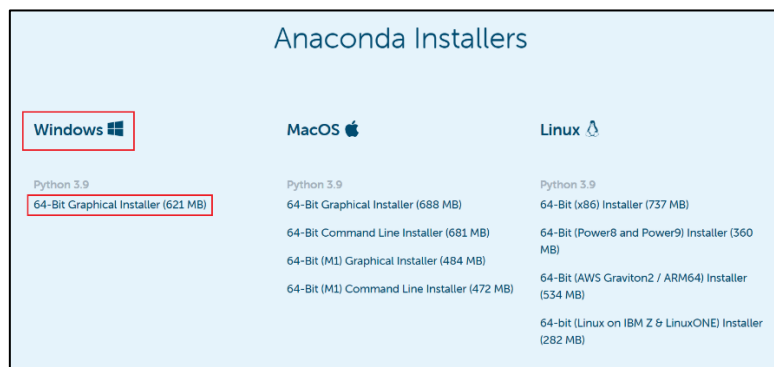 Anaconda Installers
Windows
Python 3.9
64-Bit Graphical Installer (621 MB)
MacOS
Python 3.9
64-Bit Graphical Installer (688 MB)
64-Bit Command Line Installer (681 MB)
64-Bit (M1) Graphical Installer (484 MB)
64-Bit (M1) Command Line Installer (472 MB)
Linux
Python 3.9
64-Bit (x86) Installer (737 MB)
64-Bit (Power8 and Power9) Installer (360
MB)
64-Bit (AWS Graviton2 / ARM64) Installer
(534 MB)
64-bit (Linux on IBM Z & LinuxONE) Installer
(282 MB)